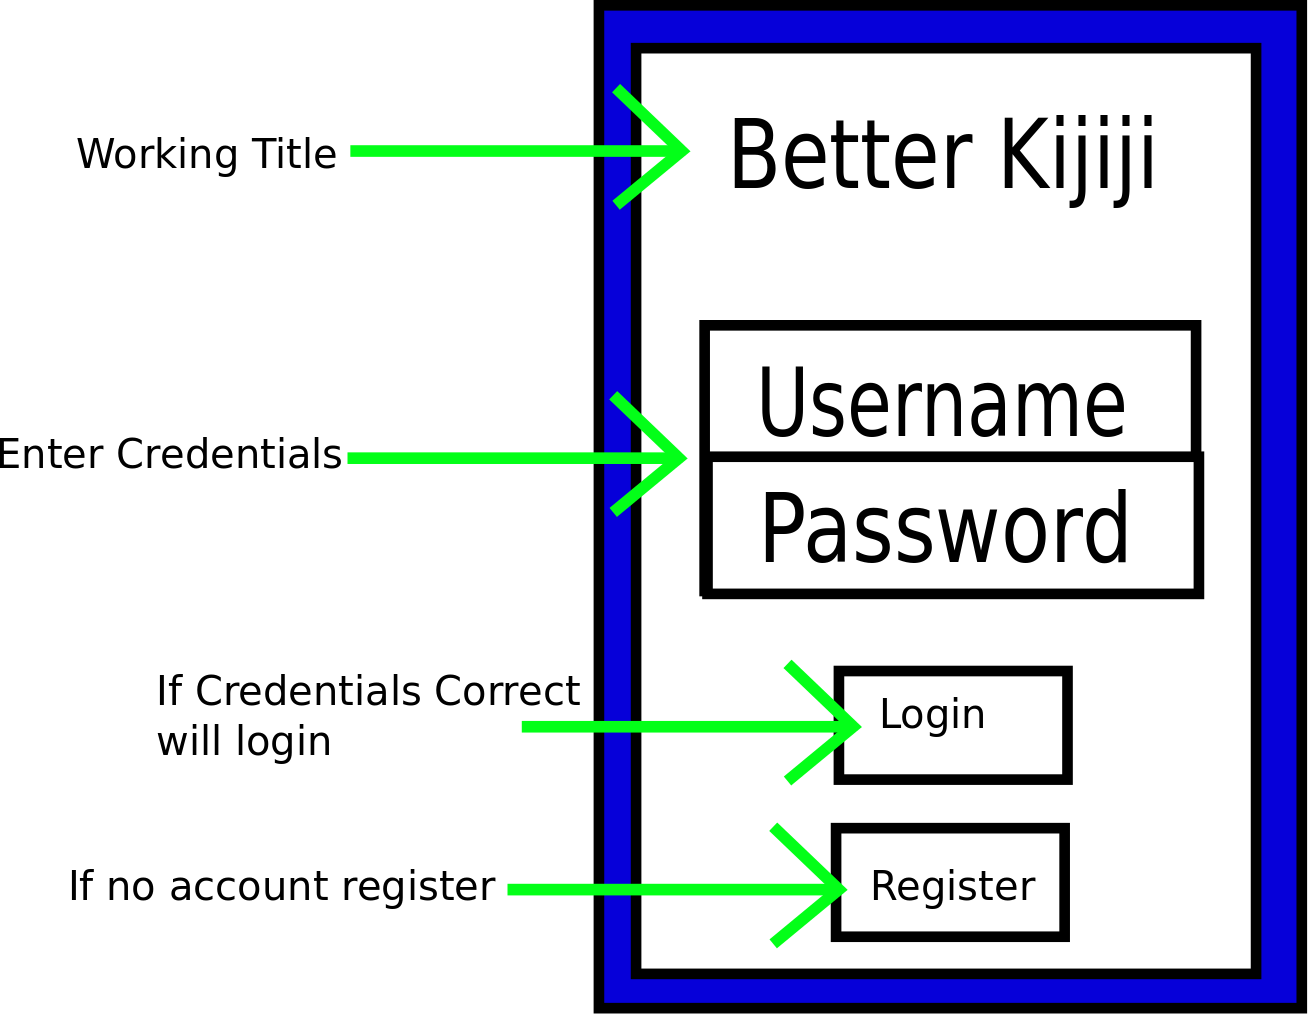 Working Title
Better Kijiji
Username
Enter Credentials
Password
If Credentials Correct
will login
Login
If no account register
Register